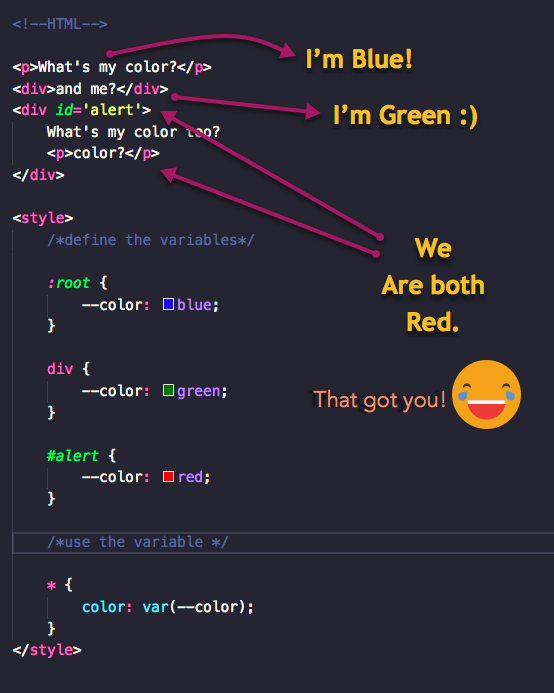 <!--HTML-->
<p>What's my color?</p>
I'm Blue!
<div>and me?</div>
I'm Green :)
<div id='alert'>
What's my color too?
<p>color?</p>
</div>
We
Are both
Red.
That got you!
<style>
/*define the variables*/
:root {
--color: blue;
}
div {
--color: green;
}
#alert {
--color: red;
}
/*use the variable */
* {
color: var(--color);
}
</style>